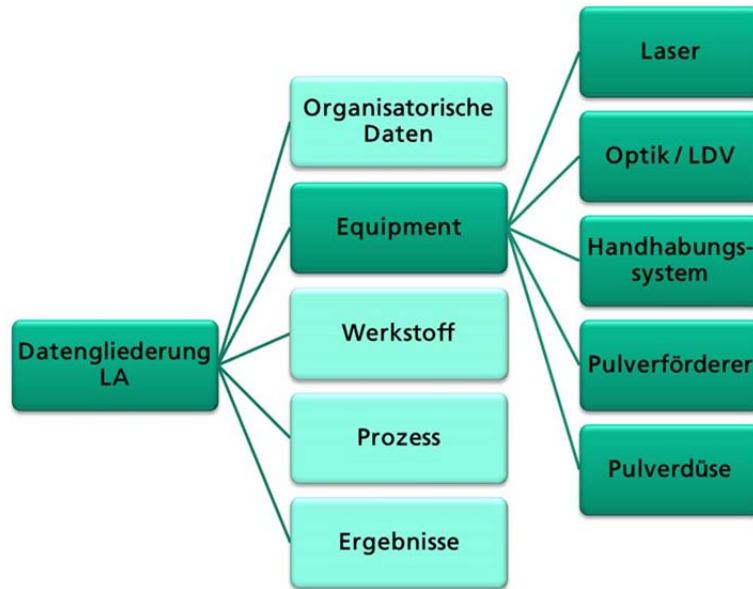 Datengliederung
LA
Organisatorische
Daten
Equipment
Werkstoff
Prozess
Ergebnisse
Laser
Optik / LDV
Handhabungs-
system
Pulverförderer
Pulverdüse